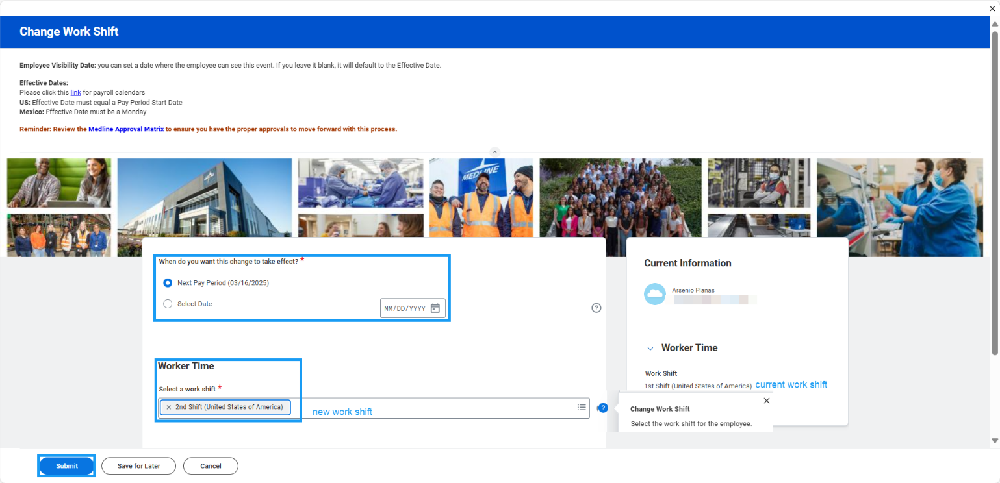 Change Work Shift
Employee Visibility Date: you can set a date where the employee can see this event. If you leave it blank, it will default to the Effective Date.
Effective Dates:
Please click this link for payroll calendars
US: Effective Date must equal a Pay Period Start Date
Mexico: Effective Date must be a Monday
Reminder: Review the Medline Approval Matrix to ensure you have the proper approvals to move forward with this process.
MEDLINE
When do you want this change to take effect? *
Next Pay Period (03/16/2025)
Select Date
MM/DD/YYYY
Worker Time
Select a work shift *
× 2nd Shift (United States of America)
new work shift
Current Information
Arsenio Planas
Worker Time
Work Shift
1st Shift (United States of America) current work shift
Change Work Shift
Select the work shift for the employee.
Submit
Save for Later
Cancel